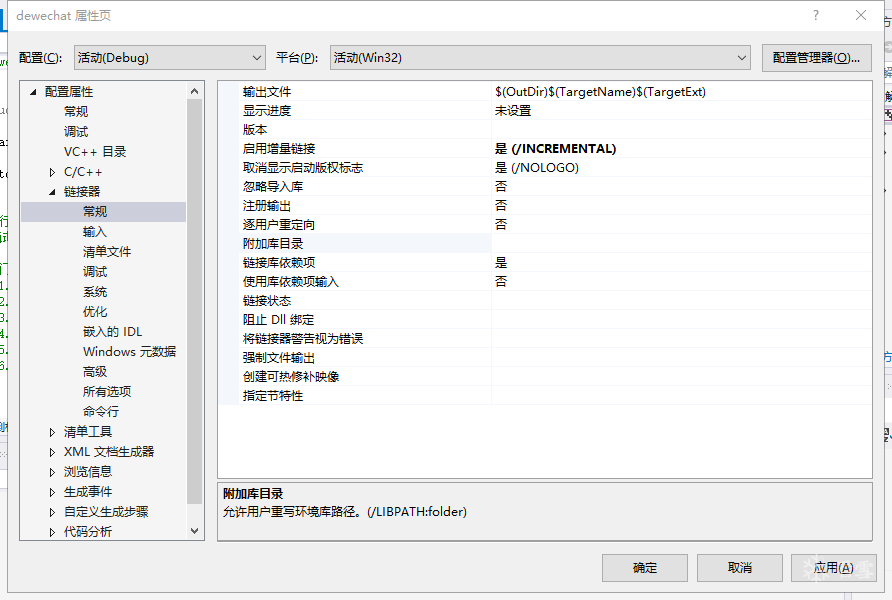 dewechat 属性页
配置(C): 活动(Debug) 平台(P): 活动(Win32) 配置管理器(O)...
配置属性
常规
调试
VC++ 目录
C/C++
链接器
常规
输入
清单文件
调试
系统
优化
嵌入的 IDL
Windows 元数据
高级
所有选项
命令行
清单工具
XML 文档生成器
浏览信息
生成事件
自定义生成步骤
代码分析
输出文件 $(OutDir)$(TargetName)$(TargetExt)
显示进度 未设置
版本
启用增量链接 是 (/INCREMENTAL)
取消显示启动版权标志 是 (/NOLOGO)
忽略导入库 否
注册输出 否
逐用户重定向 否
附加库目录
链接库依赖项 是
使用库依赖项输入 否
链接状态
阻止 Dll 绑定
将链接器警告视为错误
强制文件输出
创建可热修补映像
指定节特性
附加库目录
允许用户重写环境库路径。(/LIBPATH:folder)
确定 取消 应用(A)